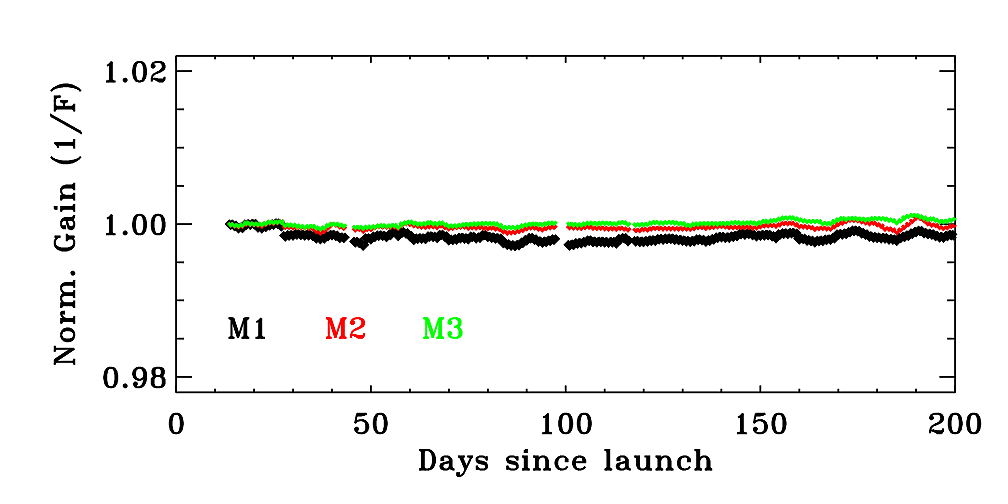 Norm. Gain (1/F)
1.02
1.00
0.98
M1 M2 M3
0 50 100 150 200
Days since launch